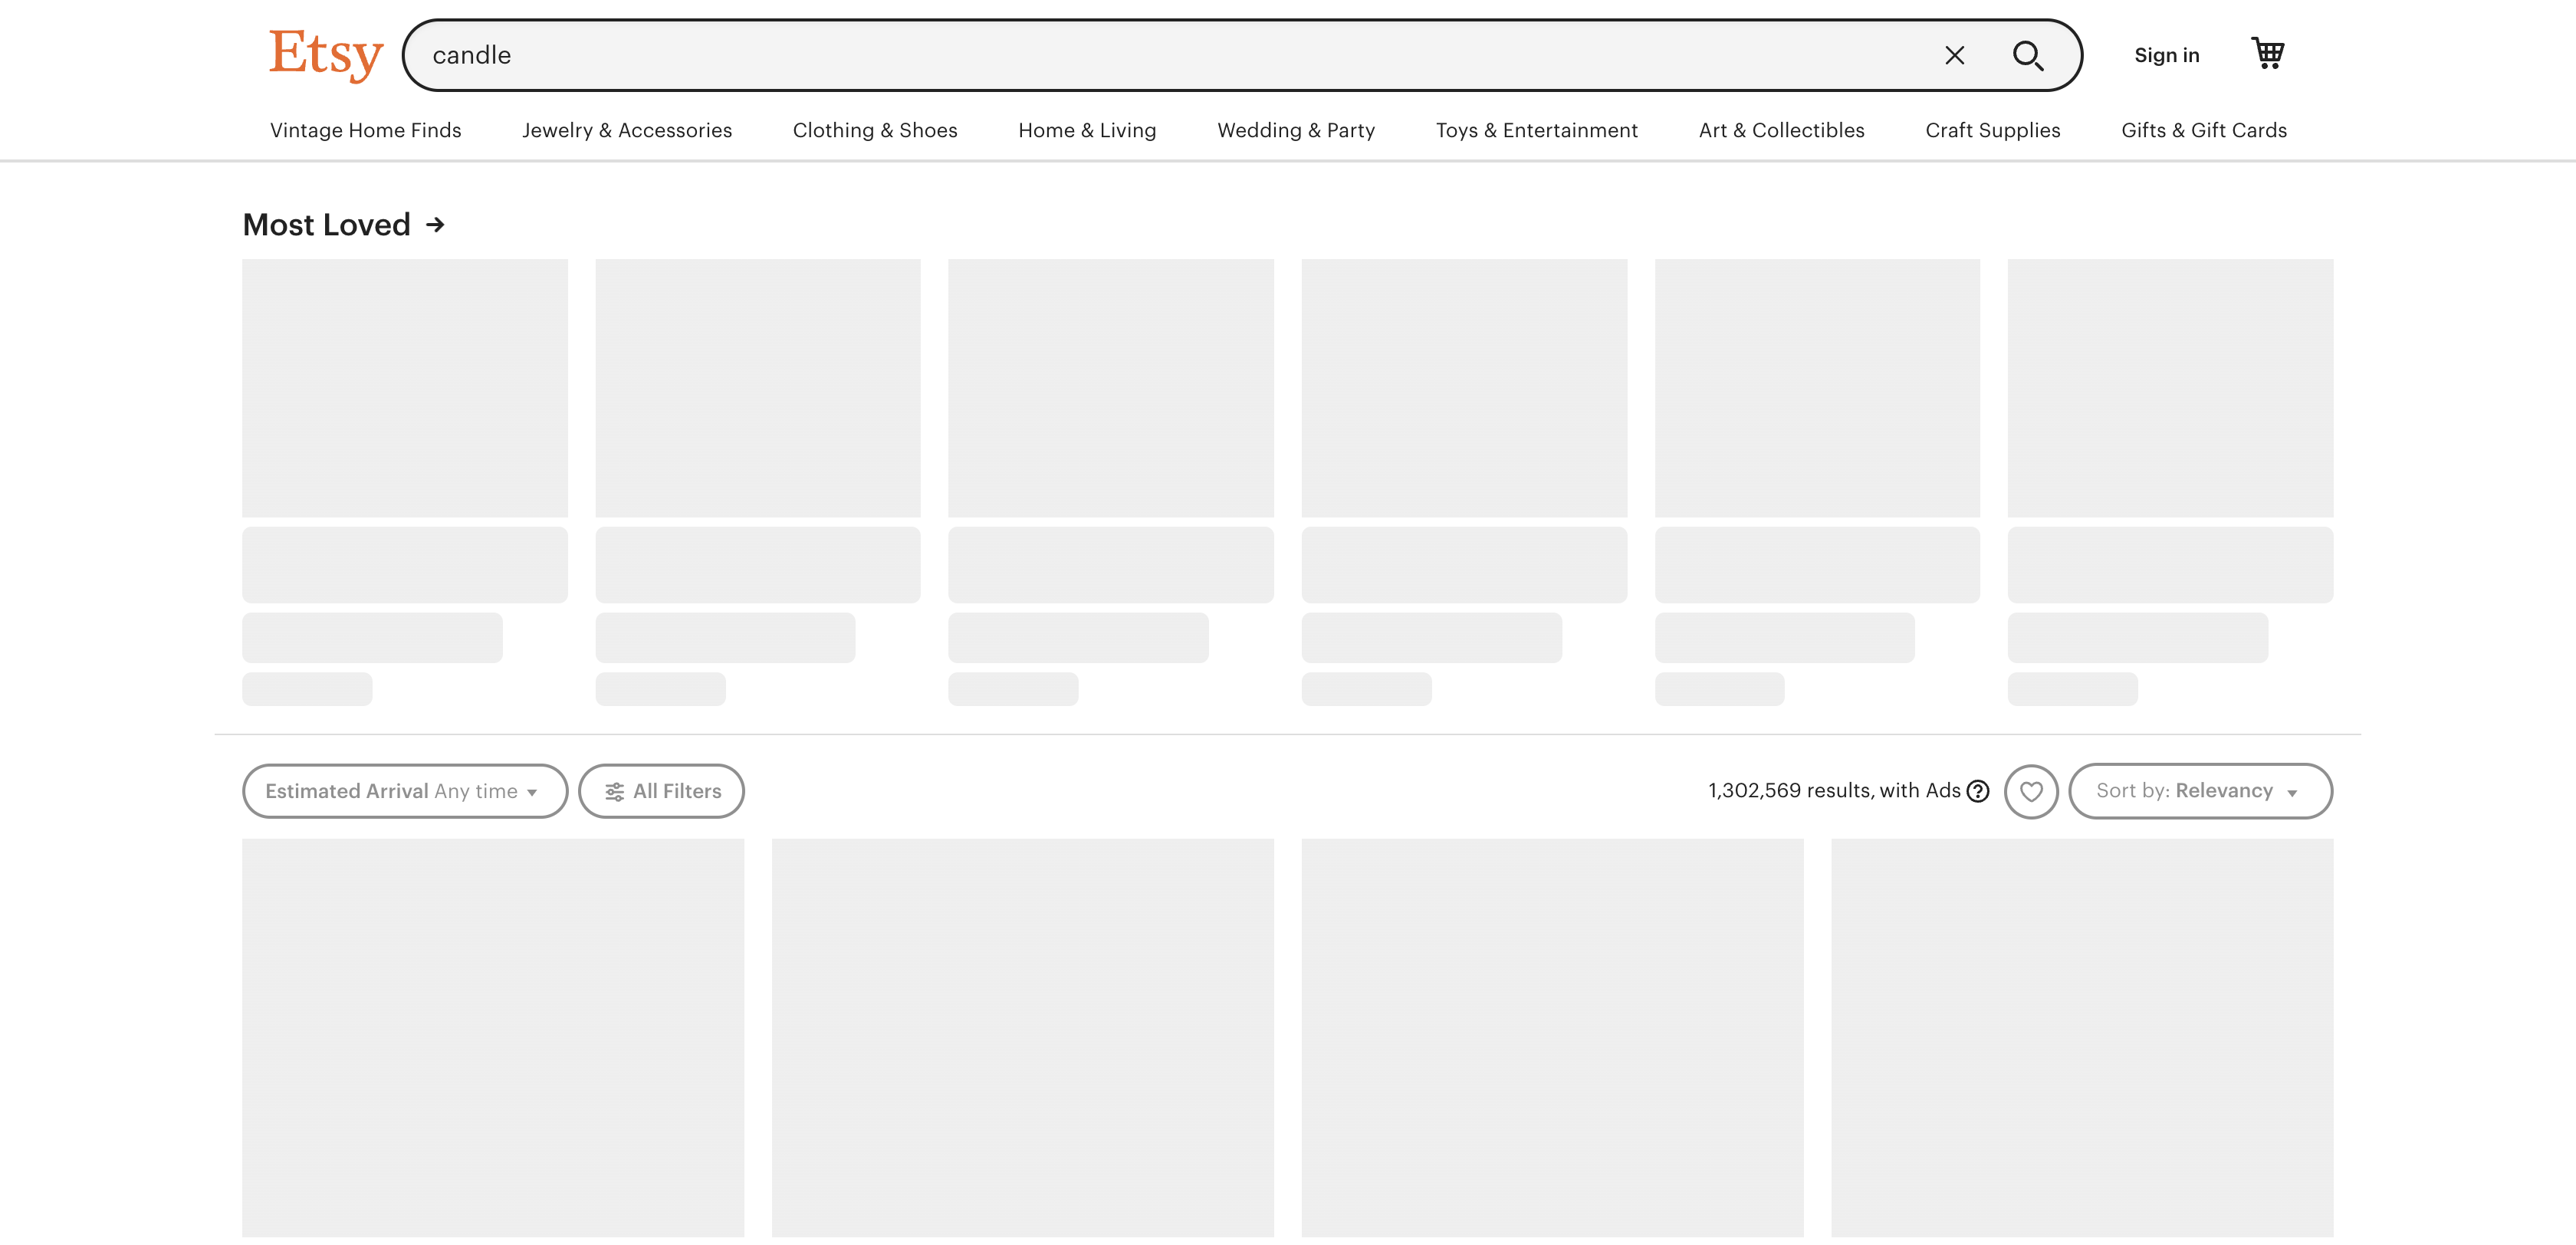 Etsy
candle
Sign in
Vintage Home Finds Jewelry & Accessories Clothing & Shoes Home & Living Wedding & Party Toys & Entertainment Art & Collectibles Craft Supplies Gifts & Gift Cards
Most Loved →
Estimated Arrival Any time All Filters 1,302,569 results, with Ads ? Sort by: Relevancy